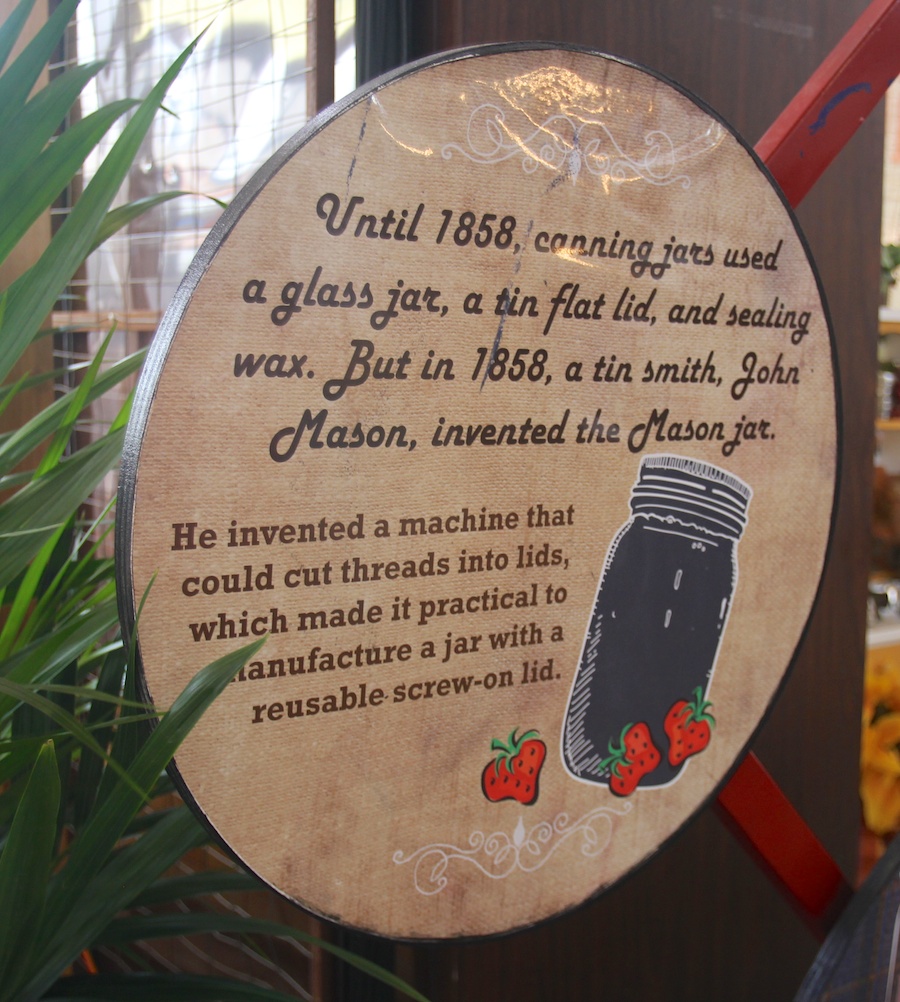 Until 1858, canning jars used
a glass jar, a tin flat lid, and sealing
wax. But in 1858, a tin smith, John
Mason, invented the Mason jar.
He invented a machine that
could cut threads into lids,
which made it practical to
manufacture a jar with a
reusable screw-on lid.